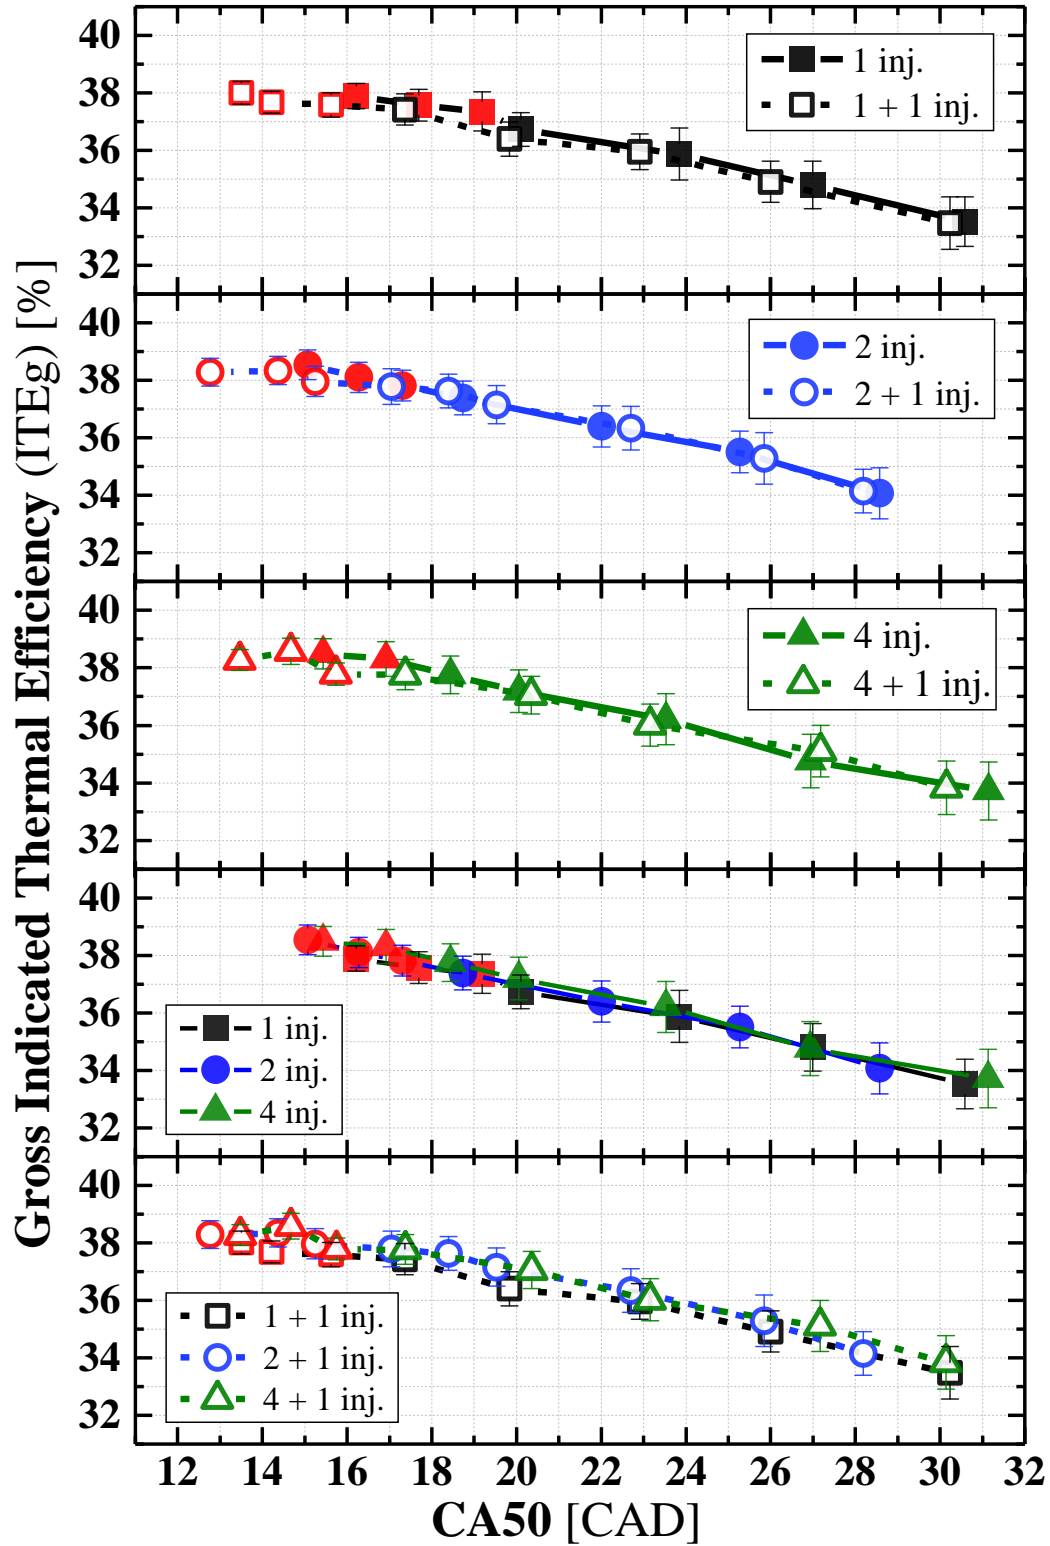 Gross Indicated Thermal Efficiency (ITEg) [%]
40
38
36
34
32
1 inj.
1 + 1 inj.
40
38
36
34
32
2 inj.
2 + 1 inj.
40
38
36
34
32
4 inj.
4 + 1 inj.
40
38
36
34
32
1 inj.
2 inj.
4 inj.
40
38
36
34
32
1 + 1 inj.
2 + 1 inj.
4 + 1 inj.
12 14 16 18 20 22 24 26 28 30 32
CA50 [CAD]